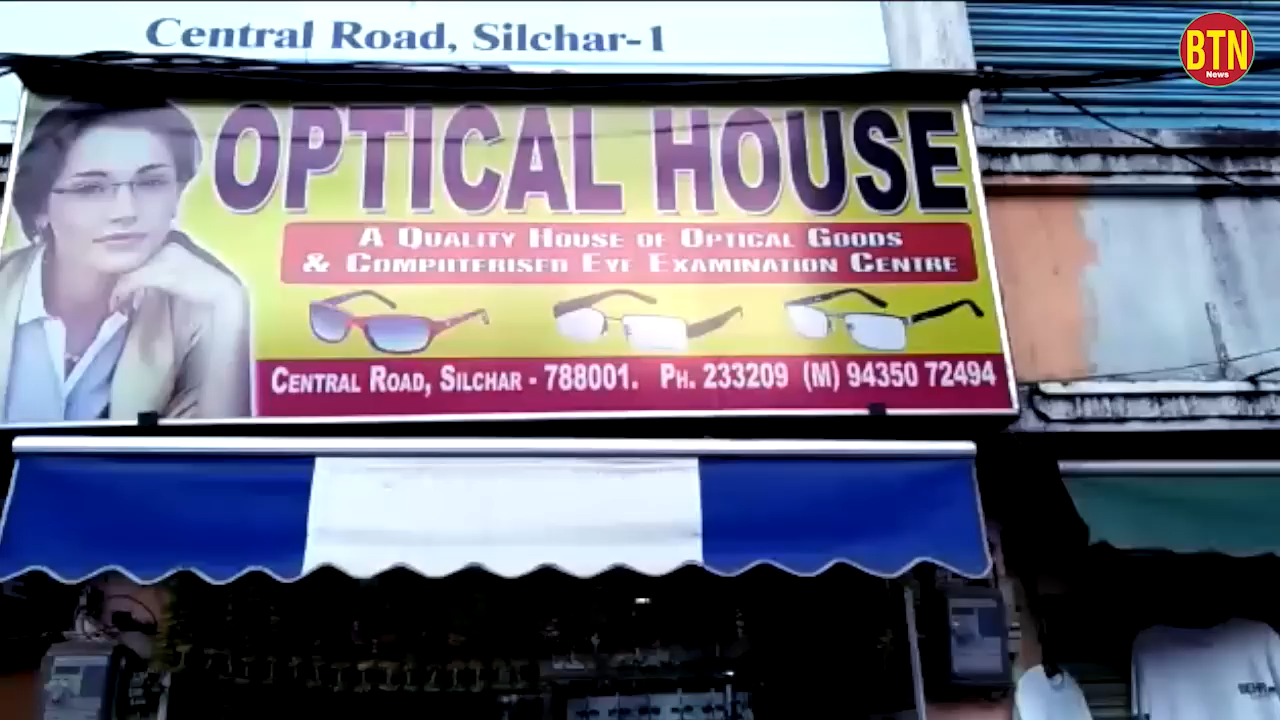 Central Road, Silchar-1
BTN
News
OPTICAL HOUSE
A QUALITY HOUSE OF OPTICAL GOODS
& COMPUTERISED EYE EXAMINATION CENTRE
CENTRAL ROAD, SILCHAR - 788001. PH. 233209 (M) 94350 72494
BEHR